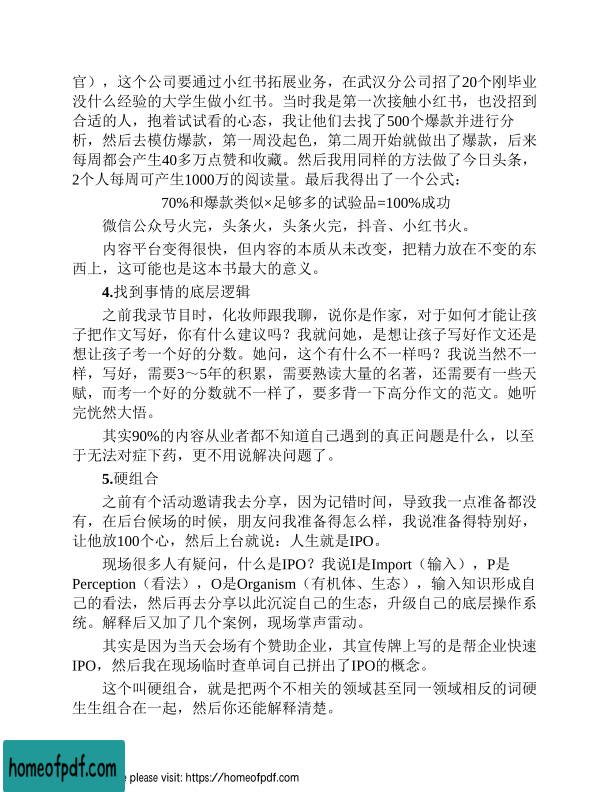 官），这个公司要通过小红书拓展业务，在武汉分公司招了20个刚毕业
没什么经验的大学生做小红书。当时我是第一次接触小红书，也没招到
合适的人，抱着试试看的心态，我让他们去找了500个爆款并进行分
析，然后去模仿爆款，第一周没起色，第二周开始就做出了爆款，后来
每周都会产生40多万点赞和收藏。然后我用同样的方法做了今日头条，
2个人每周可产生1000万的阅读量。最后我得出了一个公式：
70%和爆款类似×足够多的试验品=100%成功
微信公众号火完，头条火，头条火完，抖音、小红书火。
内容平台变得很快，但内容的本质从未改变，把精力放在不变的东
西上，这可能也是这本书最大的意义。
4.找到事情的底层逻辑
之前我录节目时，化妆师跟我聊，说你是作家，对于如何才能让孩
子把作文写好，你有什么建议吗？我就问她，是想让孩子写好作文还是
想让孩子考一个好的分数。她问，这个有什么不一样吗？我说当然不一
样，写好，需要3～5年的积累，需要熟读大量的名著，还需要有一些天
赋，而考一个好的分数就不一样了，要多背一下高分作文的范文。她听
完恍然大悟。
其实90%的内容从业者都不知道自己遇到的真正问题是什么，以至
于无法对症下药，更不用说解决问题了。
5.硬组合
之前有个活动邀请我去分享，因为记错时间，导致我一点准备都没
有，在后台候场的时候，朋友问我准备得怎么样，我说准备得特别好，
让他放100个心，然后上台就说：人生就是IPO。
现场很多人有疑问，什么是IPO？我说I是Import（输入），P是
Perception（看法），O是Organism（有机体、生态），输入知识形成自
己的看法，然后再去分享以此沉淀自己的生态，升级自己的底层操作系
统。解释后又加了几个案例，现场掌声雷动。
其实是因为当天会场有个赞助企业，其宣传牌上写的是帮企业快速
IPO，然后我在现场临时查单词自己拼出了IPO的概念。
这个叫硬组合，就是把两个不相关的领域甚至同一领域相反的词硬
生生组合在一起，然后你还能解释清楚。
homeofpdf.com
please visit: https://homeofpdf.com